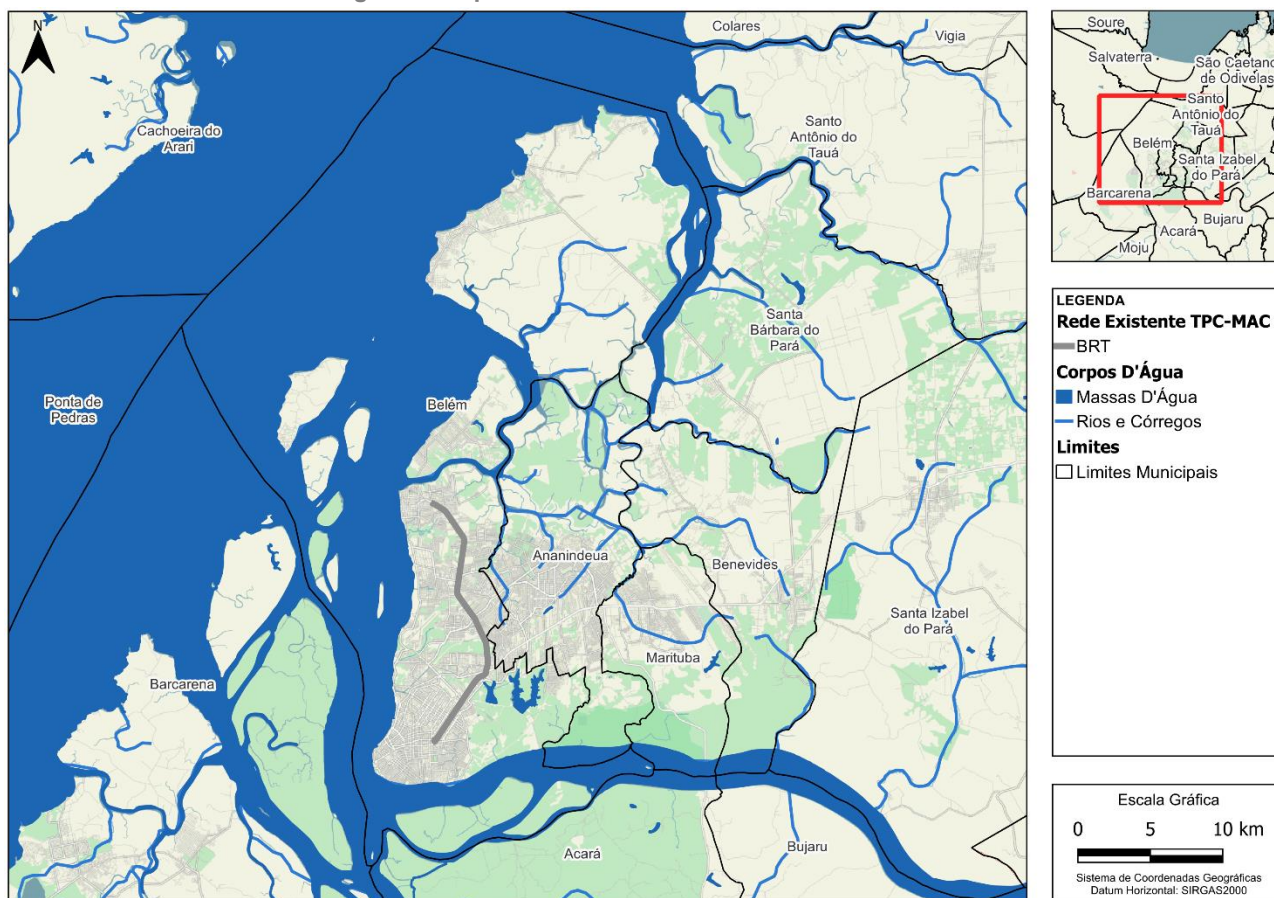 N
Cachoeira do
Arari
Colares
Vigia
Santo
Antônio do
Tauá
Ponta de
Pedras
Belém
Santa
Bárbara do
Pará
Ananindeua
Benevides
Santa Izabel
do Pará
Marituba
Barcarena
Acará
Bujaru
Soure
Salvaterra
São Caetano
de Odivelas
Santo
Antônio do
Tauá
Belém
Santa Izabel
do Pará
Barcarena
Bujaru
Acará
Moju
LEGENDA
Rede Existente TPC-MAC
BRT
Corpos D'Água
Massas D'Água
Rios e Córregos
Limites
Limites Municipais
Escala Gráfica
0 5 10 km
Sistema de Coordenadas Geográficas
Datum Horizontal: SIRGAS2000